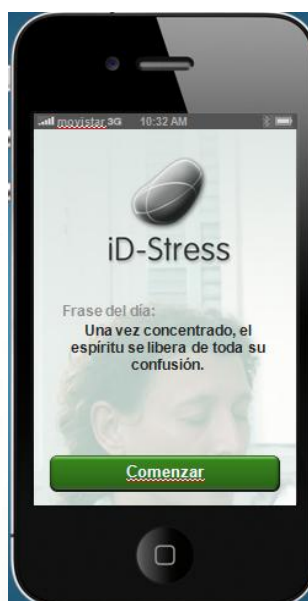 movistar 3G 10:32 AM
iD-Stress
Frase del día:
Una vez concentrado, el
espíritu se libera de toda su
confusión.
Comenzar